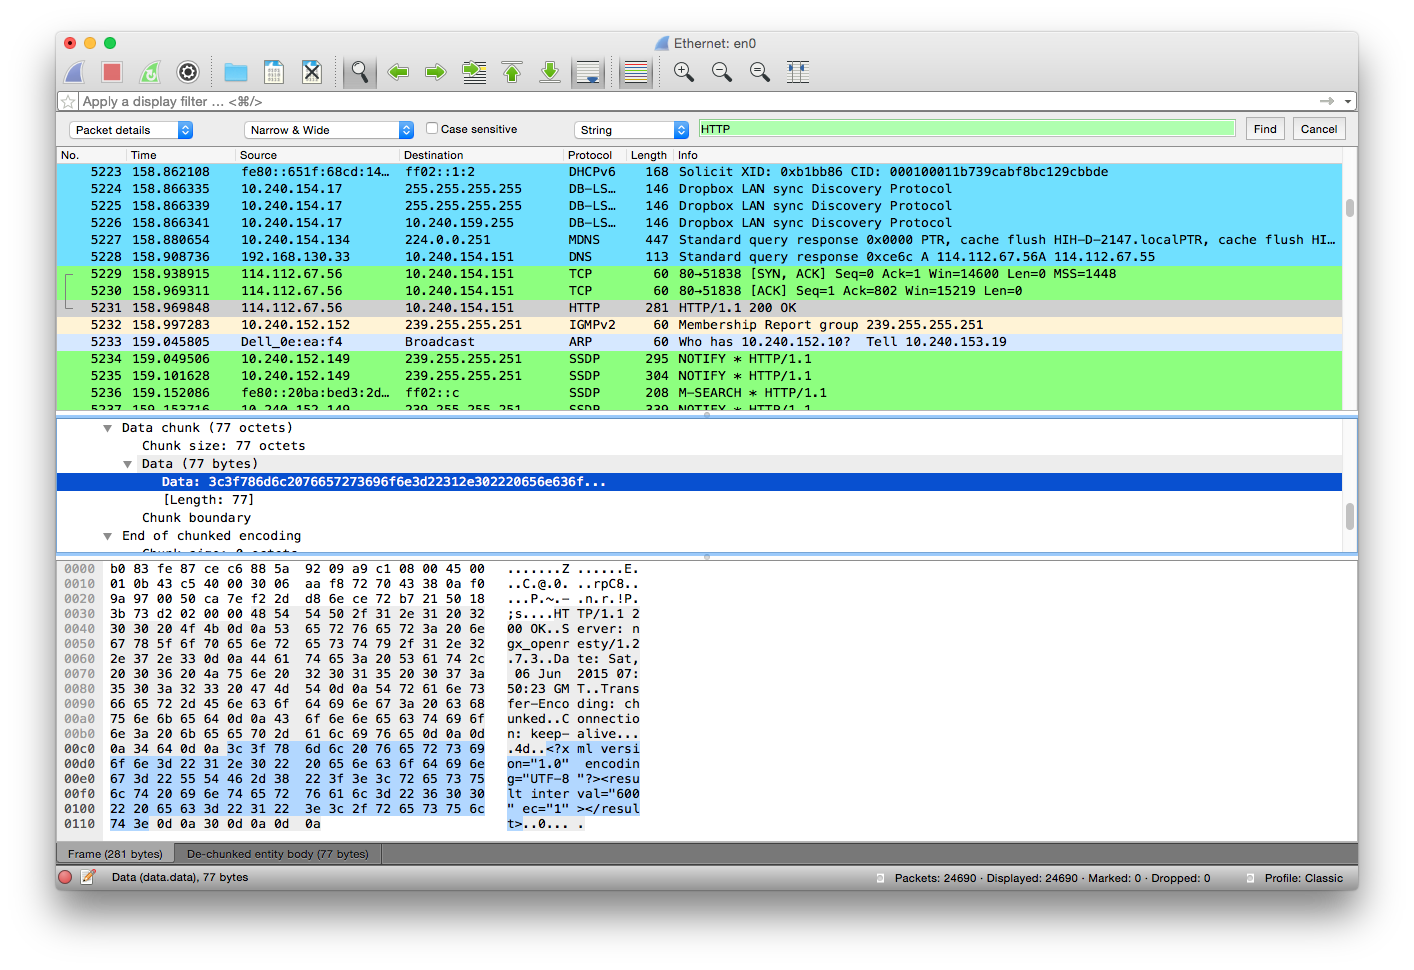 Ethernet: en0
Apply a display filter ... <⌘/>
Packet details Narrow & Wide Case sensitive String HTTP Find Cancel
No. Time Source Destination Protocol Length Info
5223 158.862108 fe80::651f:68cd:14… ff02::1:2 DHCPv6 168 Solicit XID: 0xb1bb86 CID: 000100011b739cabf8bc129cbbde
5224 158.866335 10.240.154.17 255.255.255.255 DB-LS… 146 Dropbox LAN sync Discovery Protocol
5225 158.866339 10.240.154.17 255.255.255.255 DB-LS… 146 Dropbox LAN sync Discovery Protocol
5226 158.866341 10.240.154.17 10.240.159.255 DB-LS… 146 Dropbox LAN sync Discovery Protocol
5227 158.880654 10.240.154.134 224.0.0.251 MDNS 447 Standard query response 0x0000 PTR, cache flush HIH-D-2147.localPTR, cache flush HI…
5228 158.908736 192.168.130.33 10.240.154.151 DNS 113 Standard query response 0xce6c A 114.112.67.56A 114.112.67.55
5229 158.938915 114.112.67.56 10.240.154.151 TCP 60 80→51838 [SYN, ACK] Seq=0 Ack=1 Win=14600 Len=0 MSS=1448
5230 158.969311 114.112.67.56 10.240.154.151 TCP 60 80→51838 [ACK] Seq=1 Ack=802 Win=15219 Len=0
5231 158.969848 114.112.67.56 10.240.154.151 HTTP 281 HTTP/1.1 200 OK
5232 158.997283 10.240.152.152 239.255.255.251 IGMPv2 60 Membership Report group 239.255.255.251
5233 159.045805 Dell_0e:ea:f4 Broadcast ARP 60 Who has 10.240.152.10? Tell 10.240.153.19
5234 159.049506 10.240.152.149 239.255.255.251 SSDP 295 NOTIFY * HTTP/1.1
5235 159.101628 10.240.152.149 239.255.255.251 SSDP 304 NOTIFY * HTTP/1.1
5236 159.152086 fe80::20ba:bed3:2d… ff02::c SSDP 208 M-SEARCH * HTTP/1.1
5237 159.153716 10.240.152.149 239.255.255.251 SSDP 339 NOTIFY * HTTP/1.1
Data chunk (77 octets)
Chunk size: 77 octets
Data (77 bytes)
Data: 3c3f786d6c2076657273696f6e3d22312e302220656e636f...
[Length: 77]
Chunk boundary
End of chunked encoding
Chunk size: 0 octets
0000 b0 83 fe 87 ce c6 88 5a 92 09 a9 c1 08 00 45 00 .......Z ......E.
0010 01 0b 43 c5 40 00 30 06 aa f8 72 70 43 38 0a f0 ..C.@.0. ..rpC8..
0020 9a 97 00 50 ca 7e f2 2d d8 6e ce 72 b7 21 50 18 ...P.~.- .n.r.!P.
0030 3b 73 d2 02 00 00 48 54 54 50 2f 31 2e 31 20 32 ;s....HT TP/1.1 2
0040 30 30 20 4f 4b 0d 0a 53 65 72 76 65 72 3a 20 6e 00 OK..S erver: n
0050 67 78 5f 6f 70 65 6e 72 65 73 74 79 2f 31 2e 32 gx_openr esty/1.2
0060 2e 37 2e 33 0d 0a 44 61 74 65 3a 20 53 61 74 2c .7.3..Da te: Sat,
0070 20 30 36 20 4a 75 6e 20 32 30 31 35 20 30 37 3a 06 Jun 2015 07:
0080 35 30 3a 32 33 20 47 4d 54 0d 0a 54 72 61 6e 73 50:23 GM T..Trans
0090 66 65 72 2d 45 6e 63 6f 64 69 6e 67 3a 20 63 68 fer-Enco ding: ch
00a0 75 6e 6b 65 64 0d 0a 43 6f 6e 6e 65 63 74 69 6f unked..C onnectio
00b0 6e 3a 20 6b 65 65 70 2d 61 6c 69 76 65 0d 0a 0d n: keep- alive...
00c0 0a 34 64 0d 0a 3c 3f 78 6d 6c 20 76 65 72 73 69 .4d..<?x ml versi
00d0 6f 6e 3d 22 31 2e 30 22 20 65 6e 63 6f 64 69 6e on="1.0" encodin
00e0 67 3d 22 55 54 46 2d 38 22 3f 3e 3c 72 65 73 75 g="UTF-8 "?><resu
00f0 6c 74 20 69 6e 74 65 72 76 61 6c 3d 22 36 30 30 lt inter val="600
0100 22 20 65 63 3d 22 31 22 3e 3c 2f 72 65 73 75 6c " ec="1" ></resul
0110 74 3e 0d 0a 30 0d 0a 0d 0a t>..0... .
Frame (281 bytes) De-chunked entity body (77 bytes)
Data (data.data), 77 bytes Packets: 24690 · Displayed: 24690 · Marked: 0 · Dropped: 0 Profile: Classic